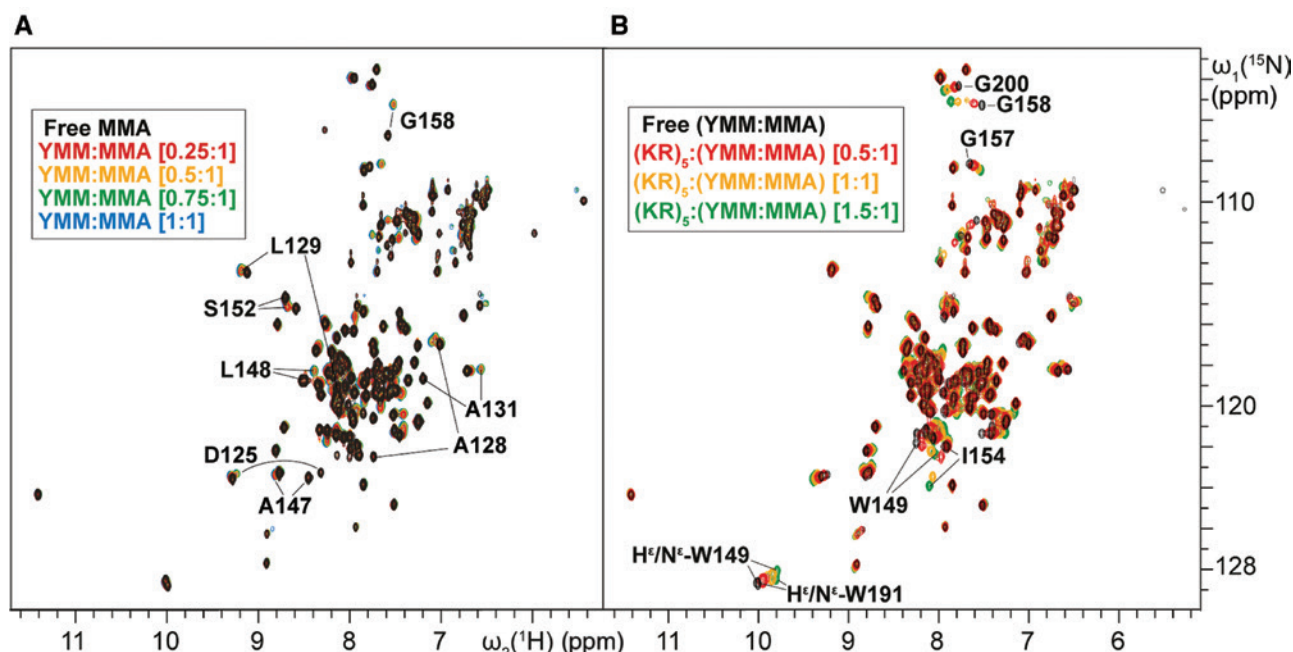 A
Free MMA
YMM:MMA [0.25:1]
YMM:MMA [0.5:1]
YMM:MMA [0.75:1]
YMM:MMA [1:1]
G158
L129
S152
L148
A131
A128
D125
A147
11 10 9 8 7
ω₂(¹H) (ppm)
B
Free (YMM:MMA)
(KR)₅:(YMM:MMA) [0.5:1]
(KR)₅:(YMM:MMA) [1:1]
(KR)₅:(YMM:MMA) [1.5:1]
G200
G158
G157
I154
W149
Hᵋ/Nᵋ-W149
Hᵋ/Nᵋ-W191
11 10 9 8 7 6
ω₁(¹⁵N)
(ppm)
110
120
128